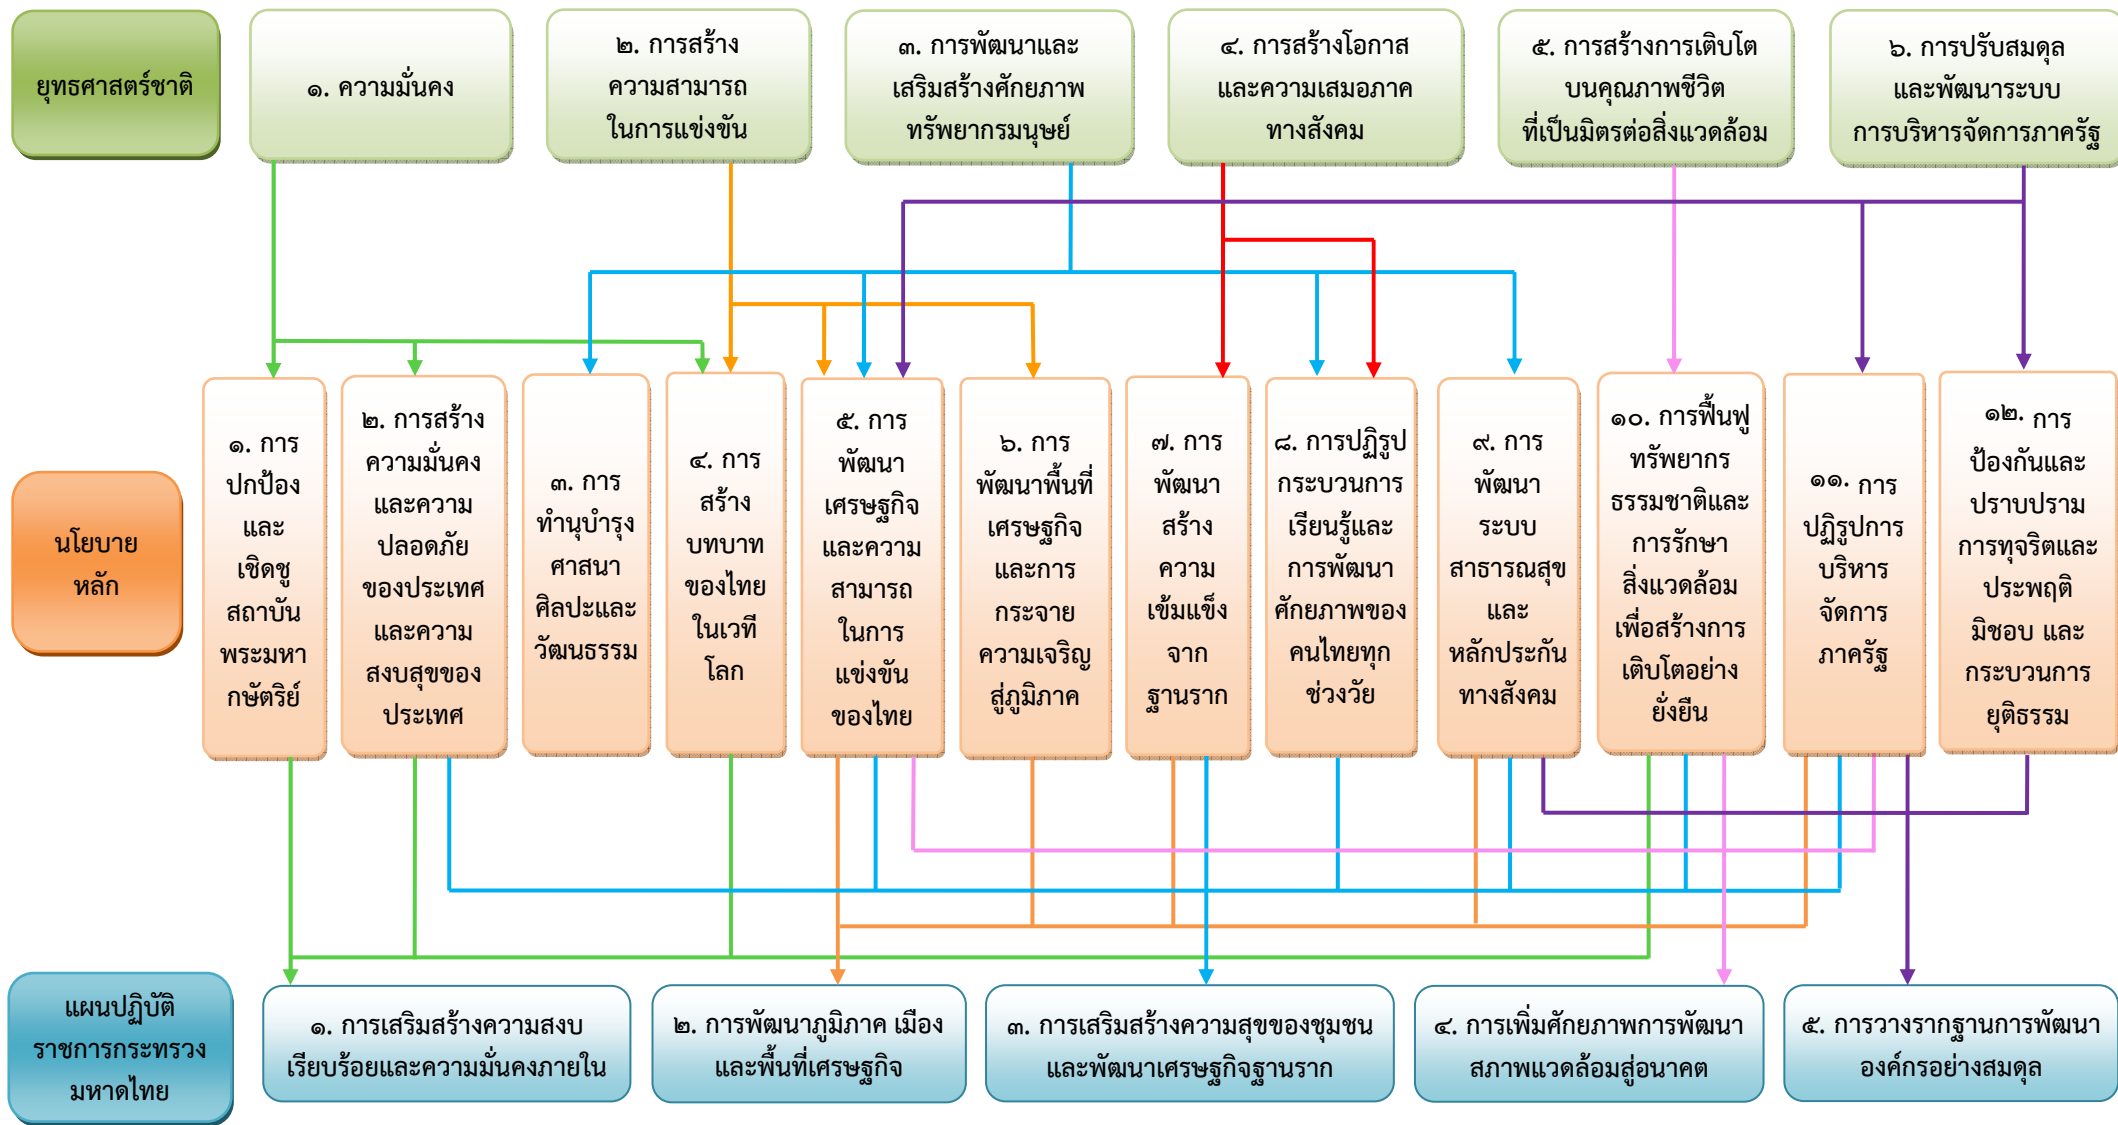 ยุทธศาสตร์ชาติ
๑. ความมั่นคง
๒. การสร้าง
ความสามารถ
ในการแข่งขัน
๓. การพัฒนาและ
เสริมสร้างศักยภาพ
ทรัพยากรมนุษย์
๔. การสร้างโอกาส
และความเสมอภาค
ทางสังคม
๕. การสร้างการเติบโต
บนคุณภาพชีวิต
ที่เป็นมิตรต่อสิ่งแวดล้อม
๖. การปรับสมดุล
และพัฒนาระบบ
การบริหารจัดการภาครัฐ
นโยบาย
หลัก
๑. การ
ปกป้อง
และ
เชิดชู
สถาบัน
พระมหา
กษัตริย์
๒. การสร้าง
ความมั่นคง
และความ
ปลอดภัย
ของประเทศ
และความ
สงบสุขของ
ประเทศ
๓. การ
ทำนุบำรุง
ศาสนา
ศิลปะและ
วัฒนธรรม
๔. การ
สร้าง
บทบาท
ของไทย
ในเวที
โลก
๕. การ
พัฒนา
เศรษฐกิจ
และความ
สามารถ
ในการ
แข่งขัน
ของไทย
๖. การ
พัฒนาพื้นที่
เศรษฐกิจ
และการ
กระจาย
ความเจริญ
สู่ภูมิภาค
๗. การ
พัฒนา
สร้าง
ความ
เข้มแข็ง
จาก
ฐานราก
๘. การปฏิรูป
กระบวนการ
เรียนรู้และ
การพัฒนา
ศักยภาพของ
คนไทยทุก
ช่วงวัย
๙. การ
พัฒนา
ระบบ
สาธารณสุข
และ
หลักประกัน
ทางสังคม
๑๐. การฟื้นฟู
ทรัพยากร
ธรรมชาติและ
การรักษา
สิ่งแวดล้อม
เพื่อสร้างการ
เติบโตอย่าง
ยั่งยืน
๑๑. การ
ปฏิรูปการ
บริหาร
จัดการ
ภาครัฐ
๑๒. การ
ป้องกันและ
ปราบปราม
การทุจริตและ
ประพฤติ
มิชอบ และ
กระบวนการ
ยุติธรรม
แผนปฏิบัติ
ราชการกระทรวง
มหาดไทย
๑. การเสริมสร้างความสงบ
เรียบร้อยและความมั่นคงภายใน
๒. การพัฒนาภูมิภาค เมือง
และพื้นที่เศรษฐกิจ
๓. การเสริมสร้างความสุขของชุมชน
และพัฒนาเศรษฐกิจฐานราก
๔. การเพิ่มศักยภาพการพัฒนา
สภาพแวดล้อมสู่อนาคต
๕. การวางรากฐานการพัฒนา
องค์กรอย่างสมดุล